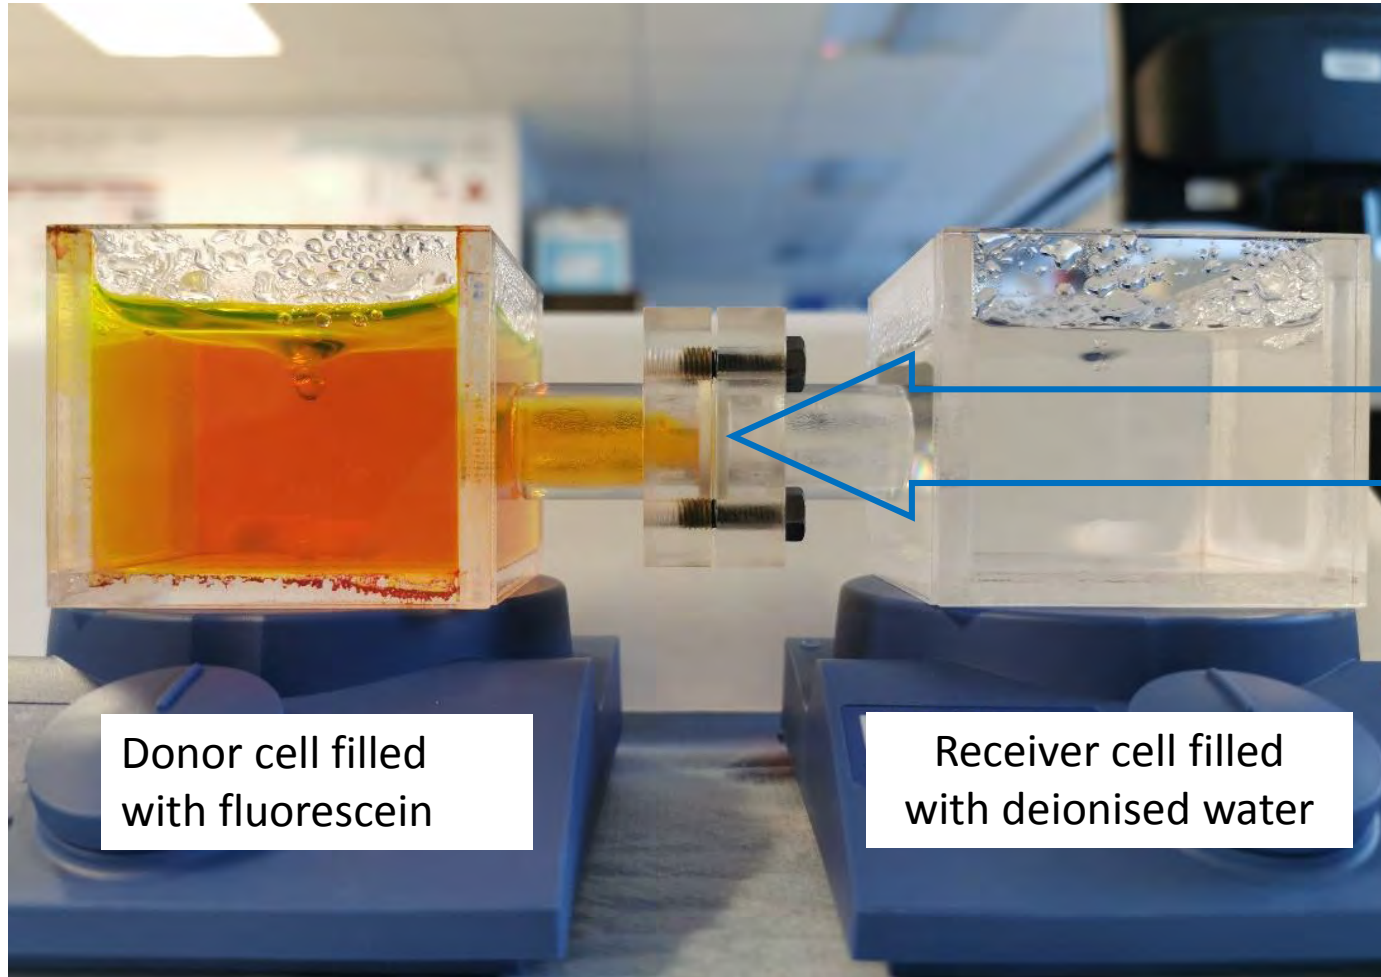 Donor cell filled
with fluorescein
Receiver cell filled
with deionised water